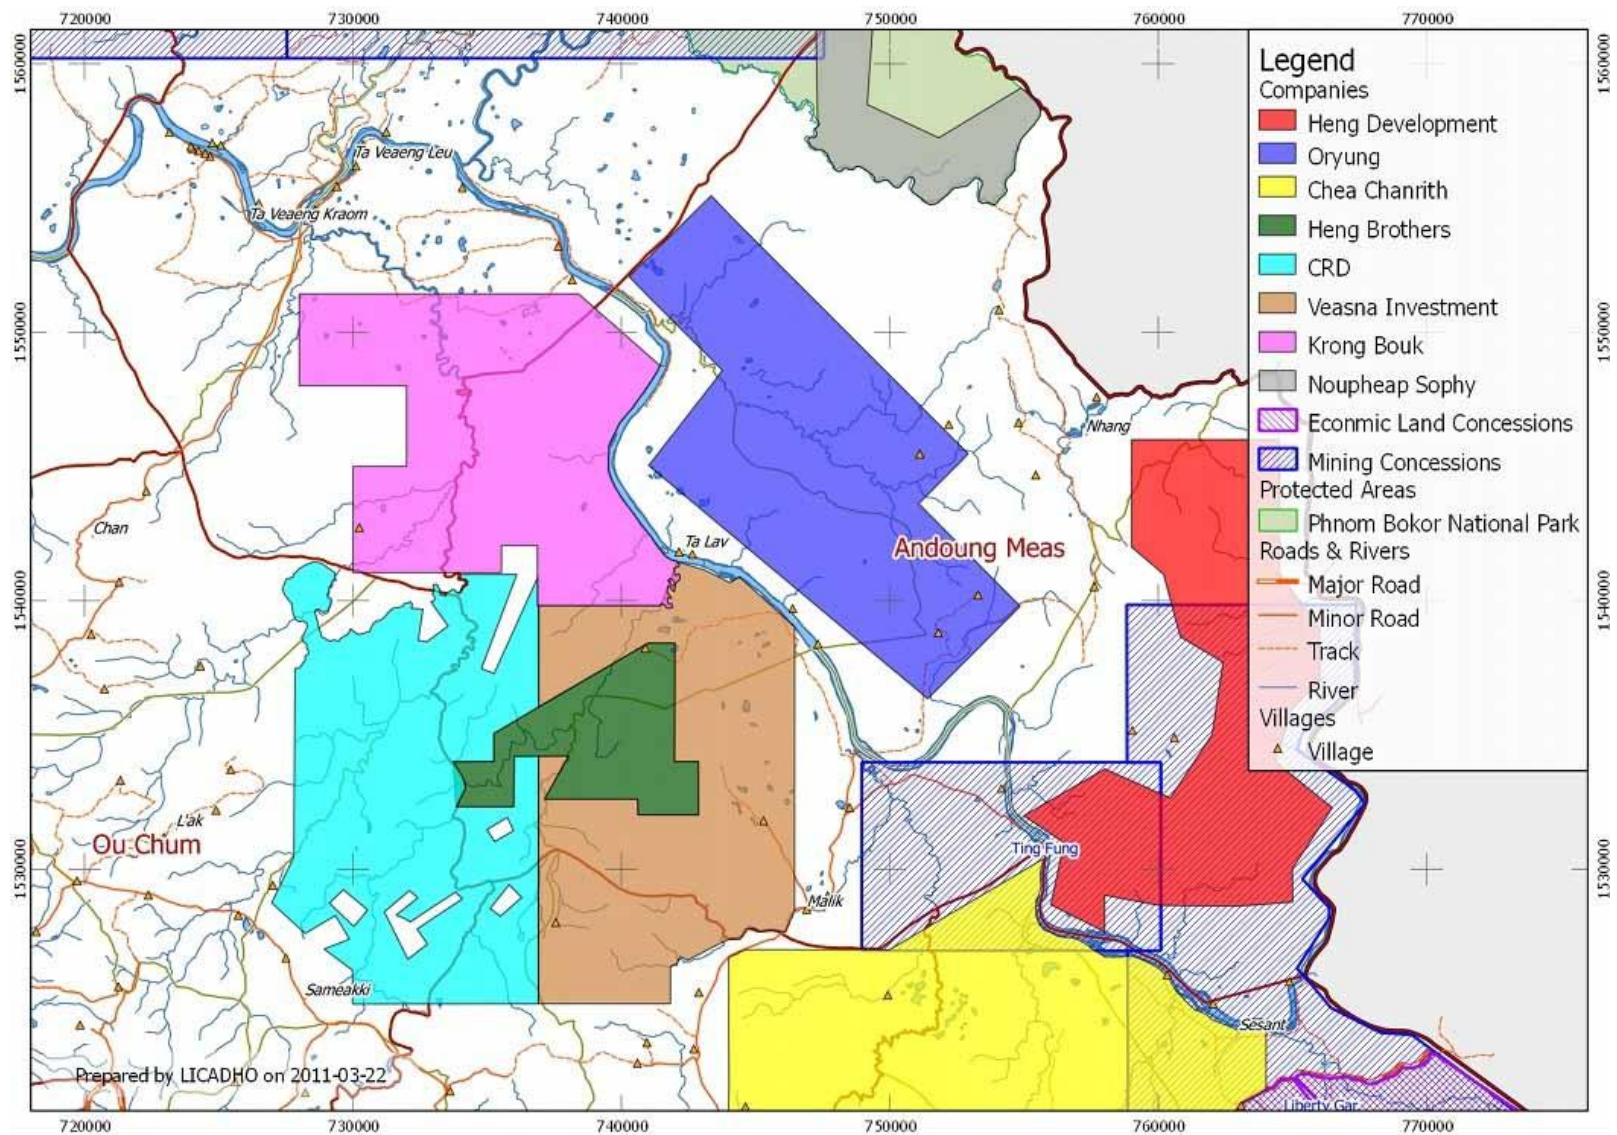 720000 730000 740000 750000 760000 770000
1560000 1560000
Legend
Companies
Heng Development
Oryung
Chea Chanrith
Heng Brothers
CRD
Veasna Investment
Krong Bouk
Noupheap Sophy
Econmic Land Concessions
Mining Concessions
Protected Areas
Phnom Bokor National Park
Roads & Rivers
Major Road
Minor Road
Track
River
Villages
Village
Ta Veaeng Leu
Ta Veaeng Kraom
1550000 1550000
Nhang
Chan
Ta Lav
Andoung Meas
1540000 1540000
L'ak
Ou Chum
Ting Fung
1530000 1530000
Malik
Sameakki
Sesant
Prepared by LICADHO on 2011-03-22
Liberty Gar
720000 730000 740000 750000 760000 770000